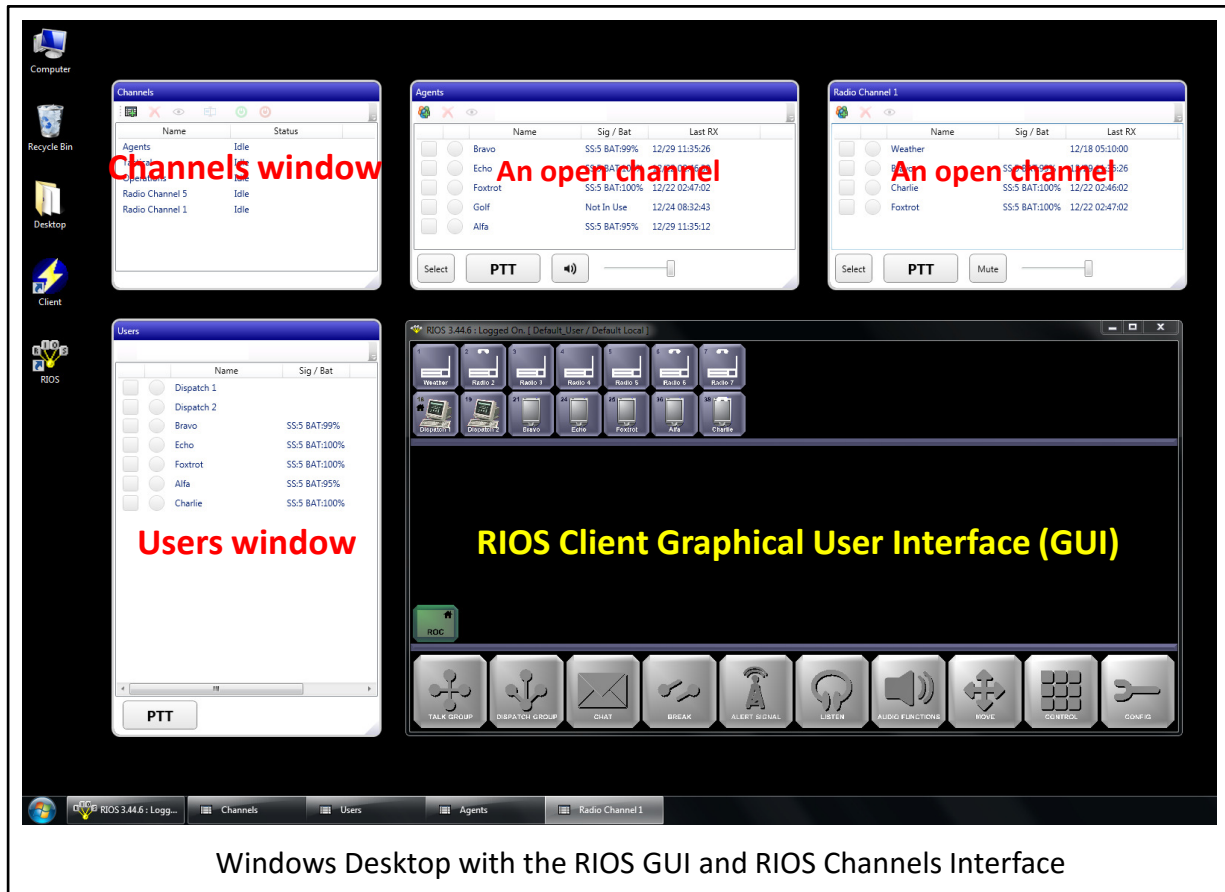 Computer
Recycle Bin
Desktop
Client
RIOS
Channels
Name Status
Agents Idle
Idle
Operations Idle
Radio Channel 5 Idle
Radio Channel 1 Idle
Channels window
Agents
Name Sig / Bat Last RX
Bravo SS:5 BAT:99% 12/29 11:35:26
Echo
Foxtrot SS:5 BAT:100% 12/22 02:47:02
Golf Not In Use 12/24 08:32:43
Alfa SS:5 BAT:95% 12/29 11:35:12
An open channel
Select PTT
Radio Channel 1
Name Sig / Bat Last RX
Weather 12/18 05:10:00
Charlie SS:5 BAT:100% 12/22 02:46:02
Foxtrot SS:5 BAT:100% 12/22 02:47:02
An open channel
Select PTT Mute
Users
Name Sig / Bat
Dispatch 1
Dispatch 2
Bravo SS:5 BAT:99%
Echo SS:5 BAT:100%
Foxtrot SS:5 BAT:100%
Alfa SS:5 BAT:95%
Charlie SS:5 BAT:100%
Users window
PTT
RIOS 3.44.6 : Logged On. [ Default_User / Default Local ]
1 2 3 4 5 6 7
Weather Radio 2 Radio 3 Radio 4 Radio 5 Radio 6 Radio 7
Dispatch 1 Dispatch 2 Bravo Echo Foxtrot Alfa Charlie
RIOS Client Graphical User Interface (GUI)
ROC
TALK GROUP DISPATCH GROUP CHAT BREAK ALERT SIGNAL LISTEN AUDIO FUNCTIONS MOVE CONTROL CONFIG
RIOS 3.44.6 : Logg... Channels Users Agents Radio Channel 1
Windows Desktop with the RIOS GUI and RIOS Channels Interface